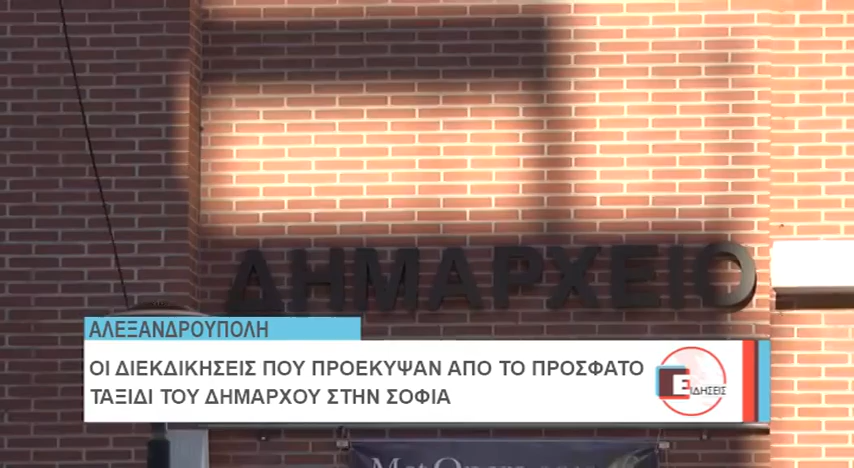 ΔΗΜΑΡΧΕΙΟ
ΑΛΕΞΑΝΔΡΟΥΠΟΛΗ
ΟΙ ΔΙΕΚΔΙΚΗΣΕΙΣ ΠΟΥ ΠΡΟΕΚΥΨΑΝ ΑΠΟ ΤΟ ΠΡΟΣΦΑΤΟ
ΤΑΞΙΔΙ ΤΟΥ ΔΗΜΑΡΧΟΥ ΣΤΗΝ ΣΟΦΙΑ
ΕΙΔΗΣΕΙΣ